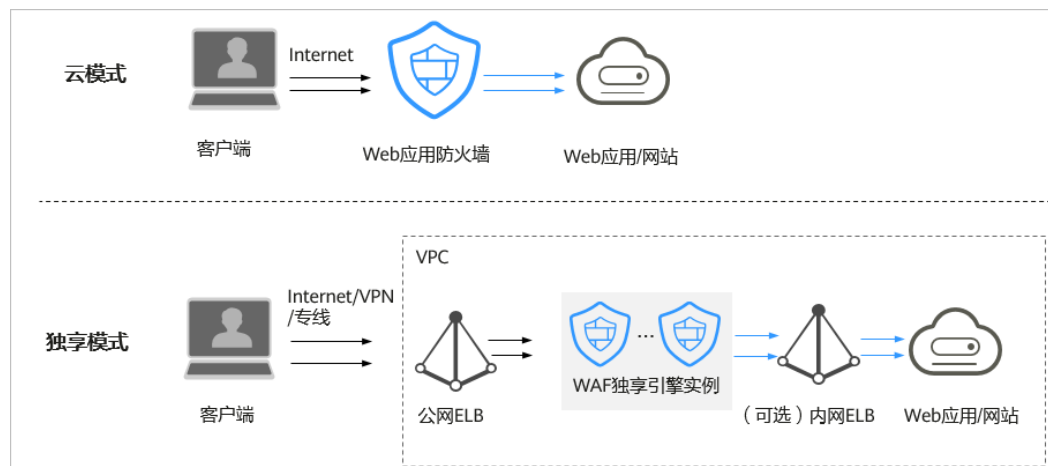 云模式
Internet
客户端
Web应用防火墙
Web应用/网站
VPC
独享模式
Internet/VPN
/专线
...
WAF独享引擎实例
客户端
公网ELB
（可选）内网ELB
Web应用/网站